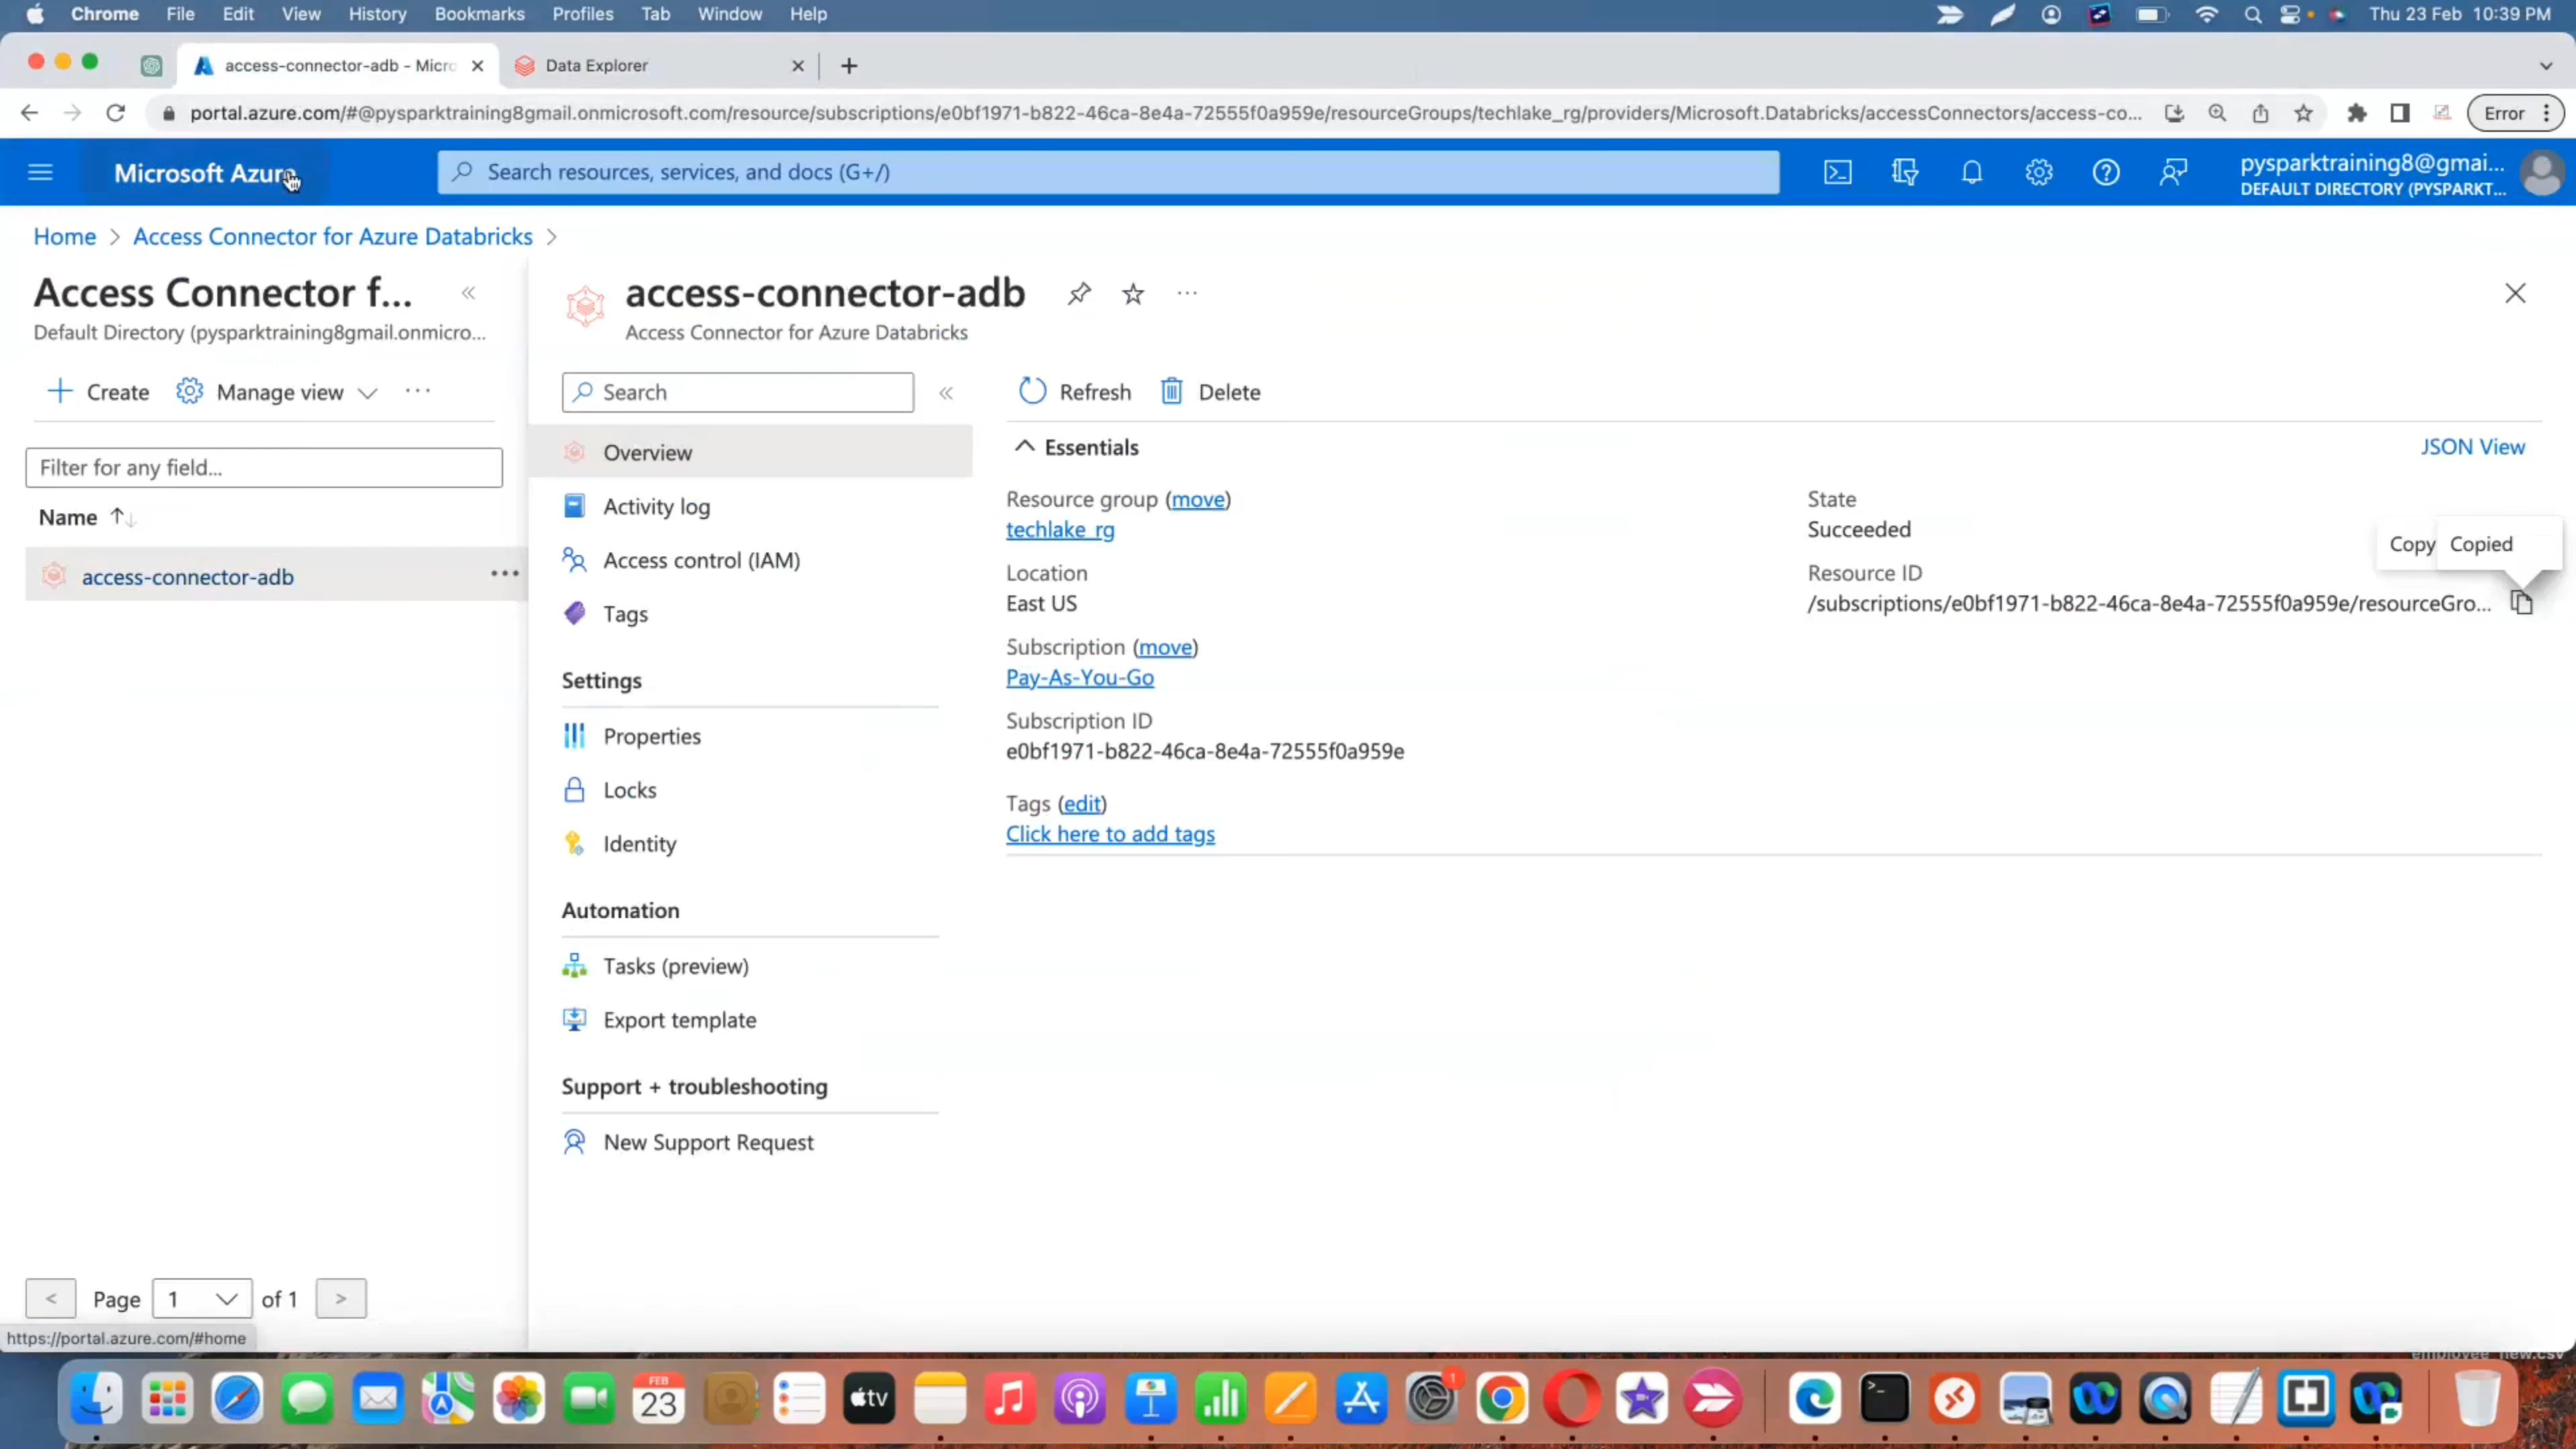 Chrome File Edit View History Bookmarks Profiles Tab Window Help Thu 23 Feb 10:39 PM
access-connector-adb - Micro Data Explorer
portal.azure.com/#@pysparktraining8gmail.onmicrosoft.com/resource/subscriptions/e0bf1971-b822-46ca-8e4a-72555f0a959e/resourceGroups/techlake_rg/providers/Microsoft.Databricks/accessConnectors/access-co... Error
Microsoft Azure Search resources, services, and docs (G+/) pysparktraining8@gmai...
DEFAULT DIRECTORY (PYSPARKT...
Home > Access Connector for Azure Databricks >
Access Connector f... «
Default Directory (pysparktraining8gmail.onmicro...
+ Create Manage view ...
Filter for any field...
Name ↑↓
access-connector-adb ...
< Page 1 of 1 >
https://portal.azure.com/#home
access-connector-adb ...
Access Connector for Azure Databricks
Search «
Overview
Activity log
Access control (IAM)
Tags
Settings
Properties
Locks
Identity
Automation
Tasks (preview)
Export template
Support + troubleshooting
New Support Request
Refresh Delete
Essentials JSON View
Resource group (move)
techlake_rg
Location
East US
Subscription (move)
Pay-As-You-Go
Subscription ID
e0bf1971-b822-46ca-8e4a-72555f0a959e
Tags (edit)
Click here to add tags
State
Succeeded
Copy Copied
Resource ID
/subscriptions/e0bf1971-b822-46ca-8e4a-72555f0a959e/resourceGro...
employee_new.csv
FEB
23
tv
1